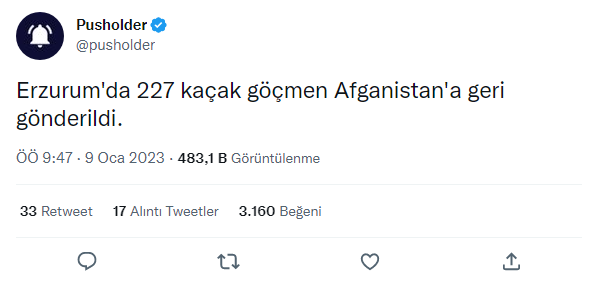 Pusholder
@pusholder
Erzurum'da 227 kaçak göçmen Afganistan'a geri
gönderildi.
ÖÖ 9:47 · 9 Oca 2023 · 483,1 B Görüntülenme
33 Retweet 17 Alıntı Tweetler 3.160 Beğeni